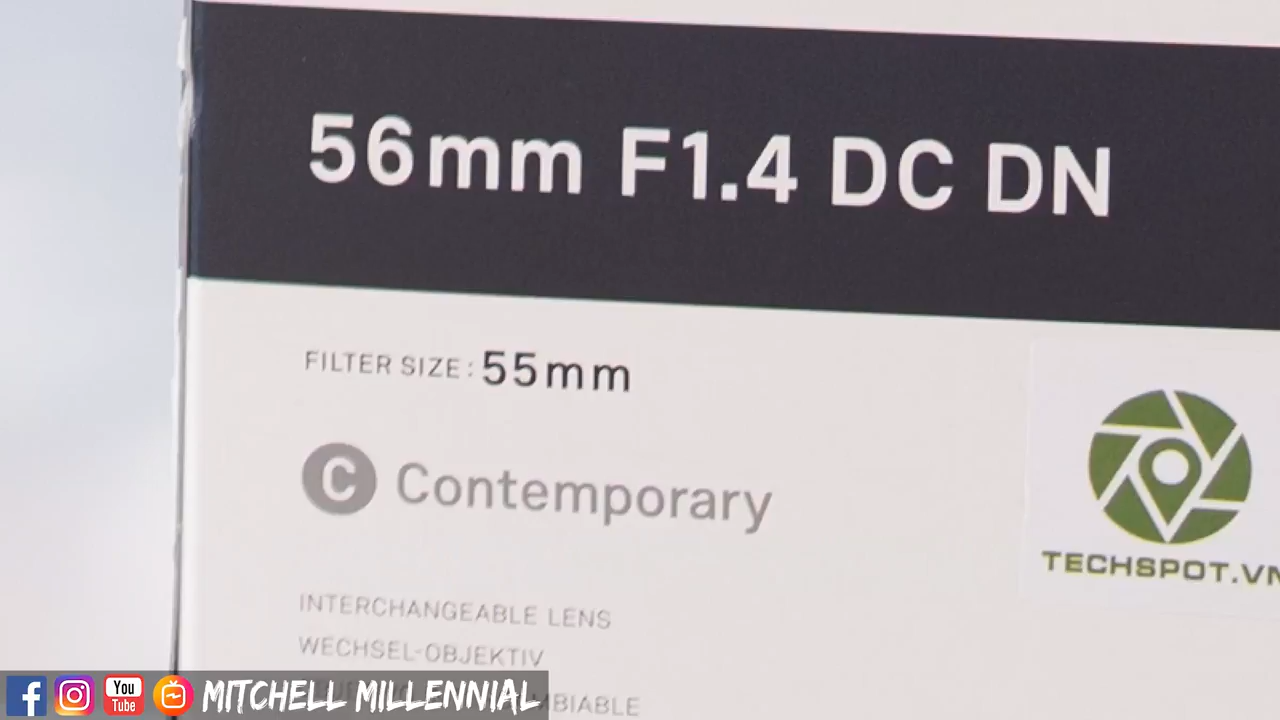 56mm F1.4 DC DN
FILTER SIZE: 55mm
C Contemporary
TECHSPOT.VN
INTERCHANGEABLE LENS
WECHSEL-OBJEKTIV
You
Tube
MITCHELL MILLENNIAL